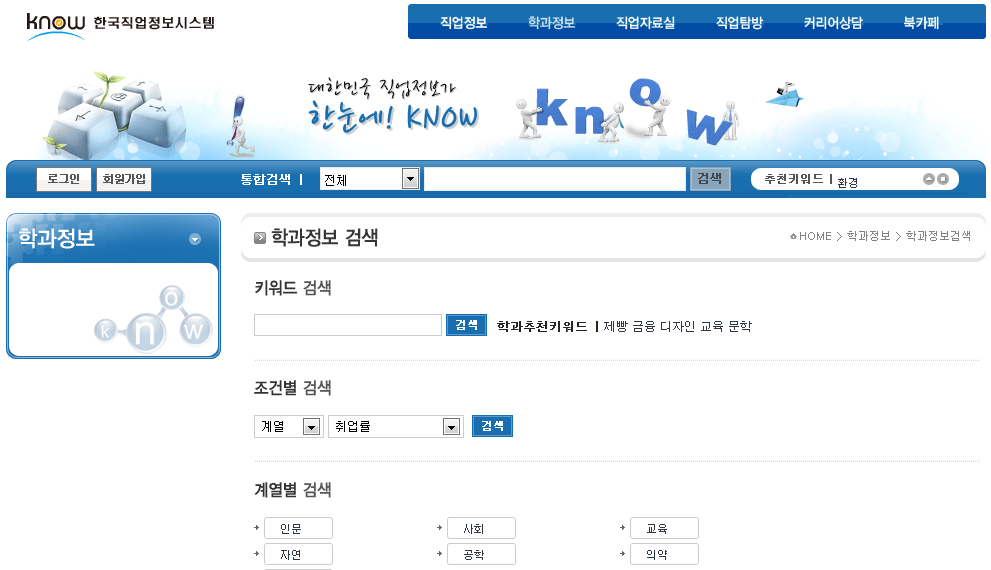 know 한국직업정보시스템
직업정보 학과정보 직업자료실 직업탐방 커리어상담 북카페
대한민국 직업정보가
한눈에! KNOW
know
로그인 회원가입 통합검색 | 전체 검색 추천키워드 | 환경
학과정보
know
학과정보 검색
HOME > 학과정보 > 학과정보검색
키워드 검색
검색 학과추천키워드 | 제빵 금융 디자인 교육 문학
조건별 검색
계열 취업률 검색
계열별 검색
인문 사회 교육
자연 공학 의약